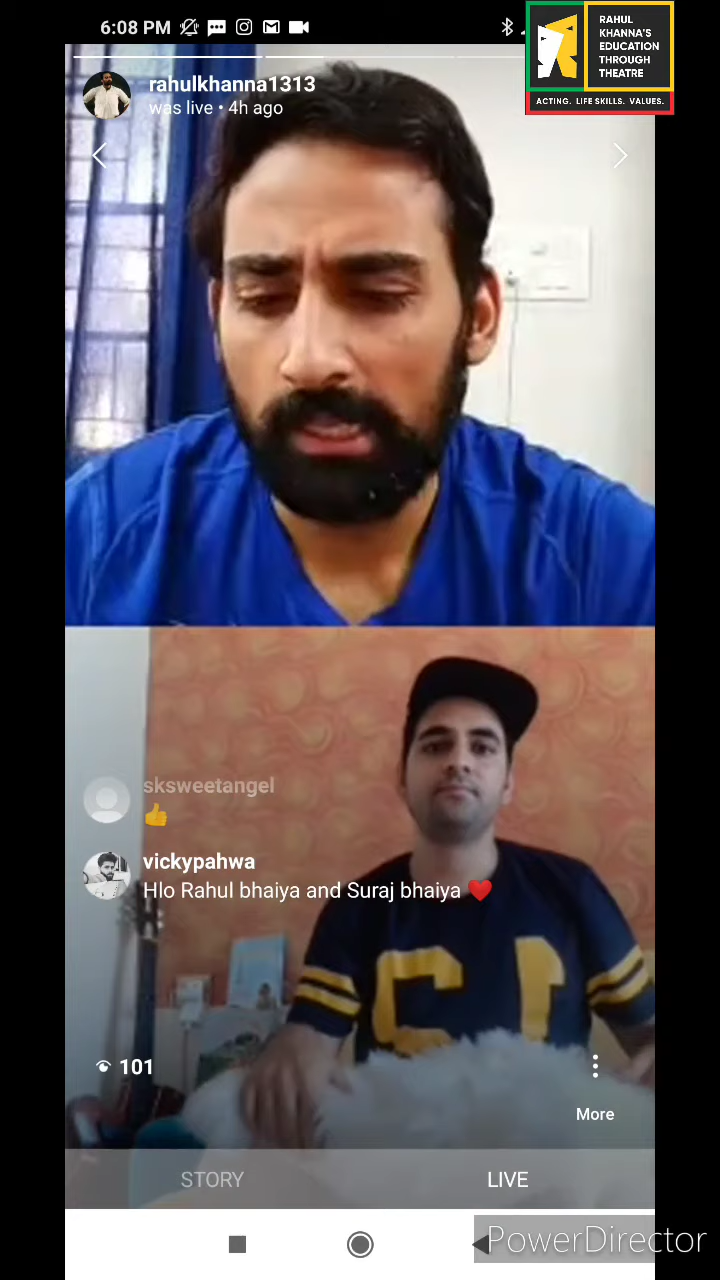 6:08 PM
RAHUL
KHANNA'S
EDUCATION
THROUGH
THEATRE
ACTING. LIFE SKILLS. VALUES.
rahulkhanna1313
was live • 4h ago
sksweetangel
👍
vickypahwa
Hlo Rahul bhaiya and Suraj bhaiya ❤️
12
101
More
STORY
LIVE
PowerDirector